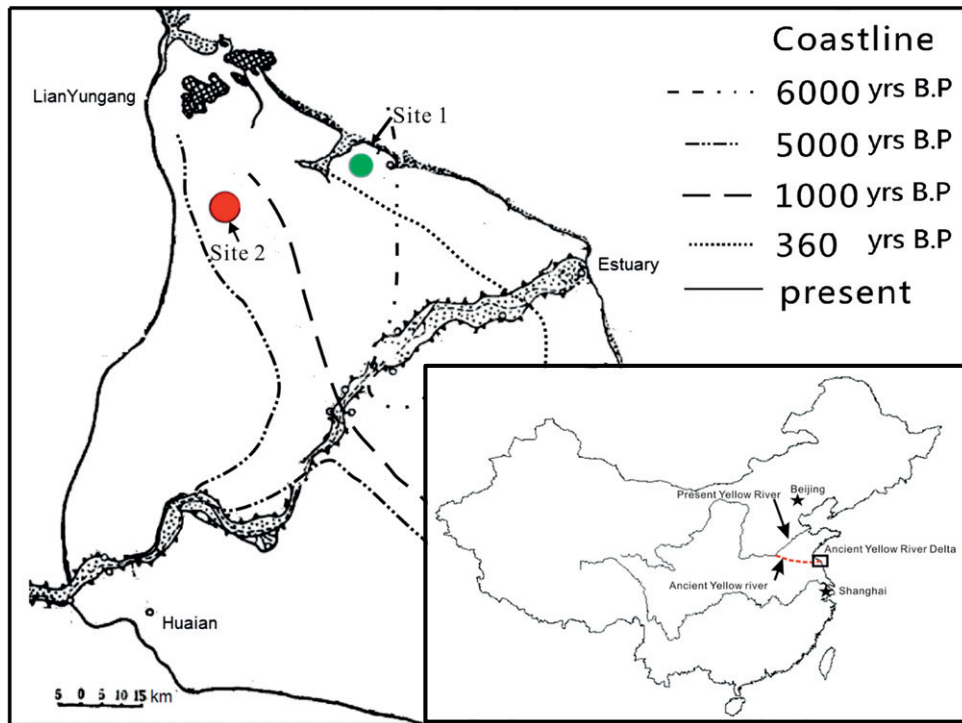 Coastline
6000 yrs B.P
5000 yrs B.P
1000 yrs B.P
360 yrs B.P
present
LianYungang
Site 1
Site 2
Estuary
Huaian
5 0 5 10 15 km
Beijing
Present Yellow River
Ancient Yellow River Delta
Ancient Yellow river
Shanghai